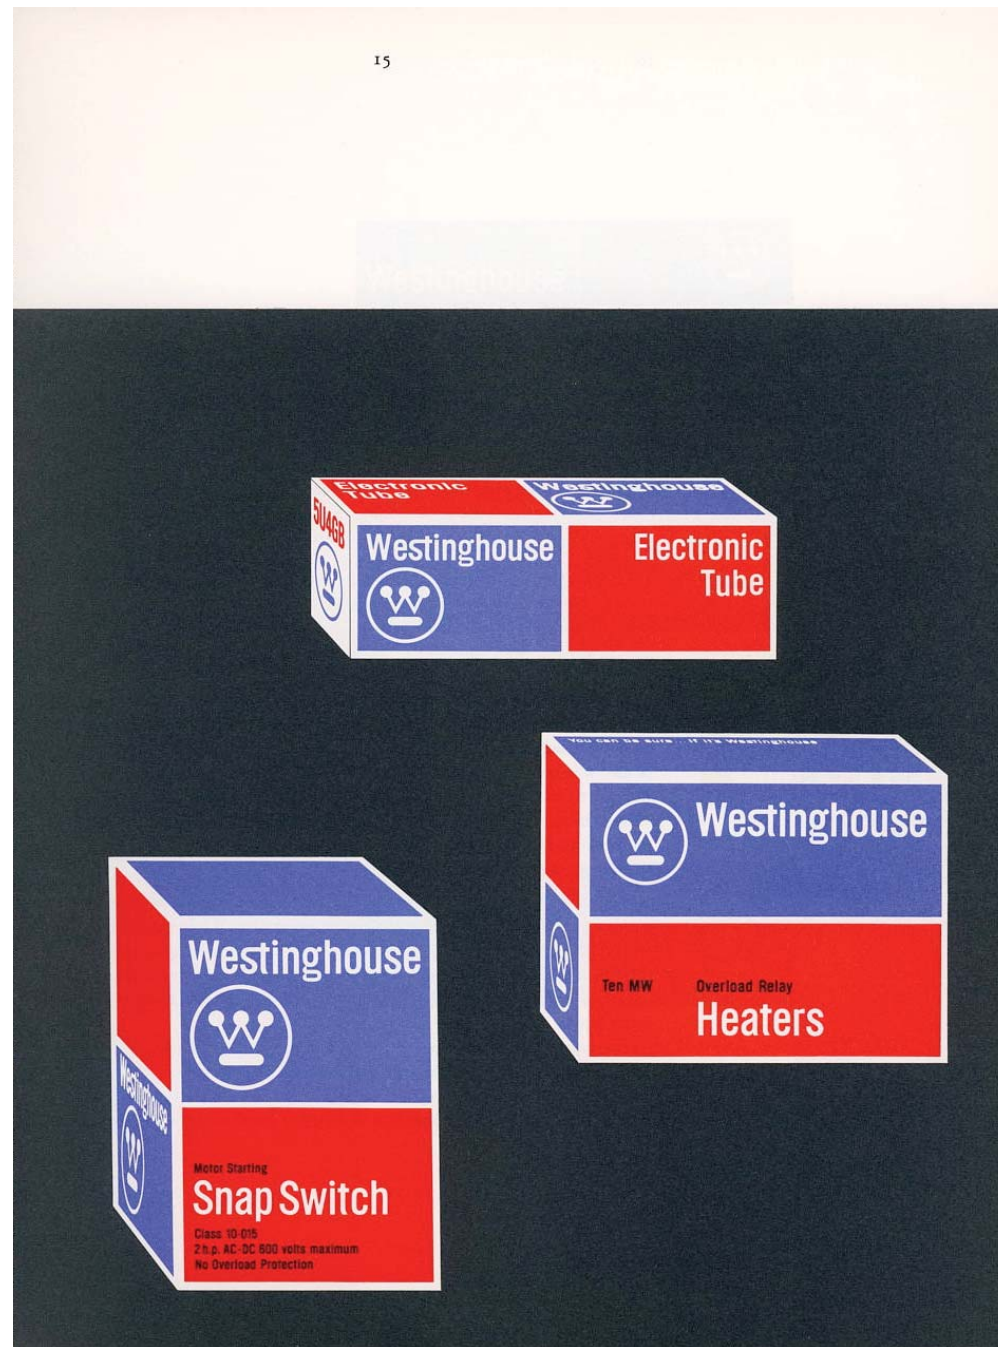 15
Electronic
Tube
Westinghouse
W
5U4GB
W
Westinghouse
W
Electronic
Tube
You can be sure... if it's Westinghouse
W
Westinghouse
W
Ten MW
Overload Relay
Heaters
Westinghouse
W
Westinghouse
W
Motor Starting
Snap Switch
Class 10-015
2 h.p. AC-DC 600 volts maximum
No Overload Protection